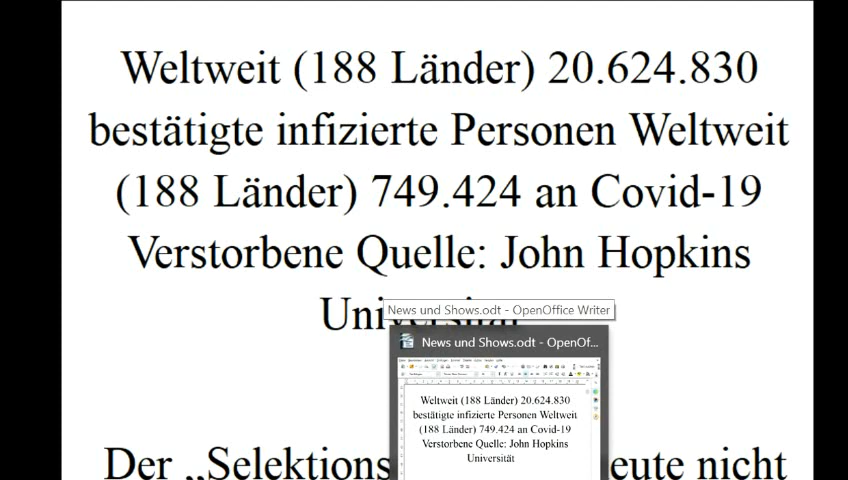 Weltweit (188 Länder) 20.624.830
bestätigte infizierte Personen Weltweit
(188 Länder) 749.424 an Covid-19
Verstorbene Quelle: John Hopkins
Universität
News und Shows.odt - OpenOffice Writer
News und Shows.odt - OpenOf...
Weltweit (188 Länder) 20.624.830
bestätigte infizierte Personen Weltweit
(188 Länder) 749.424 an Covid-19
Verstorbene Quelle: John Hopkins
Universität
Der „Selektions eute nicht